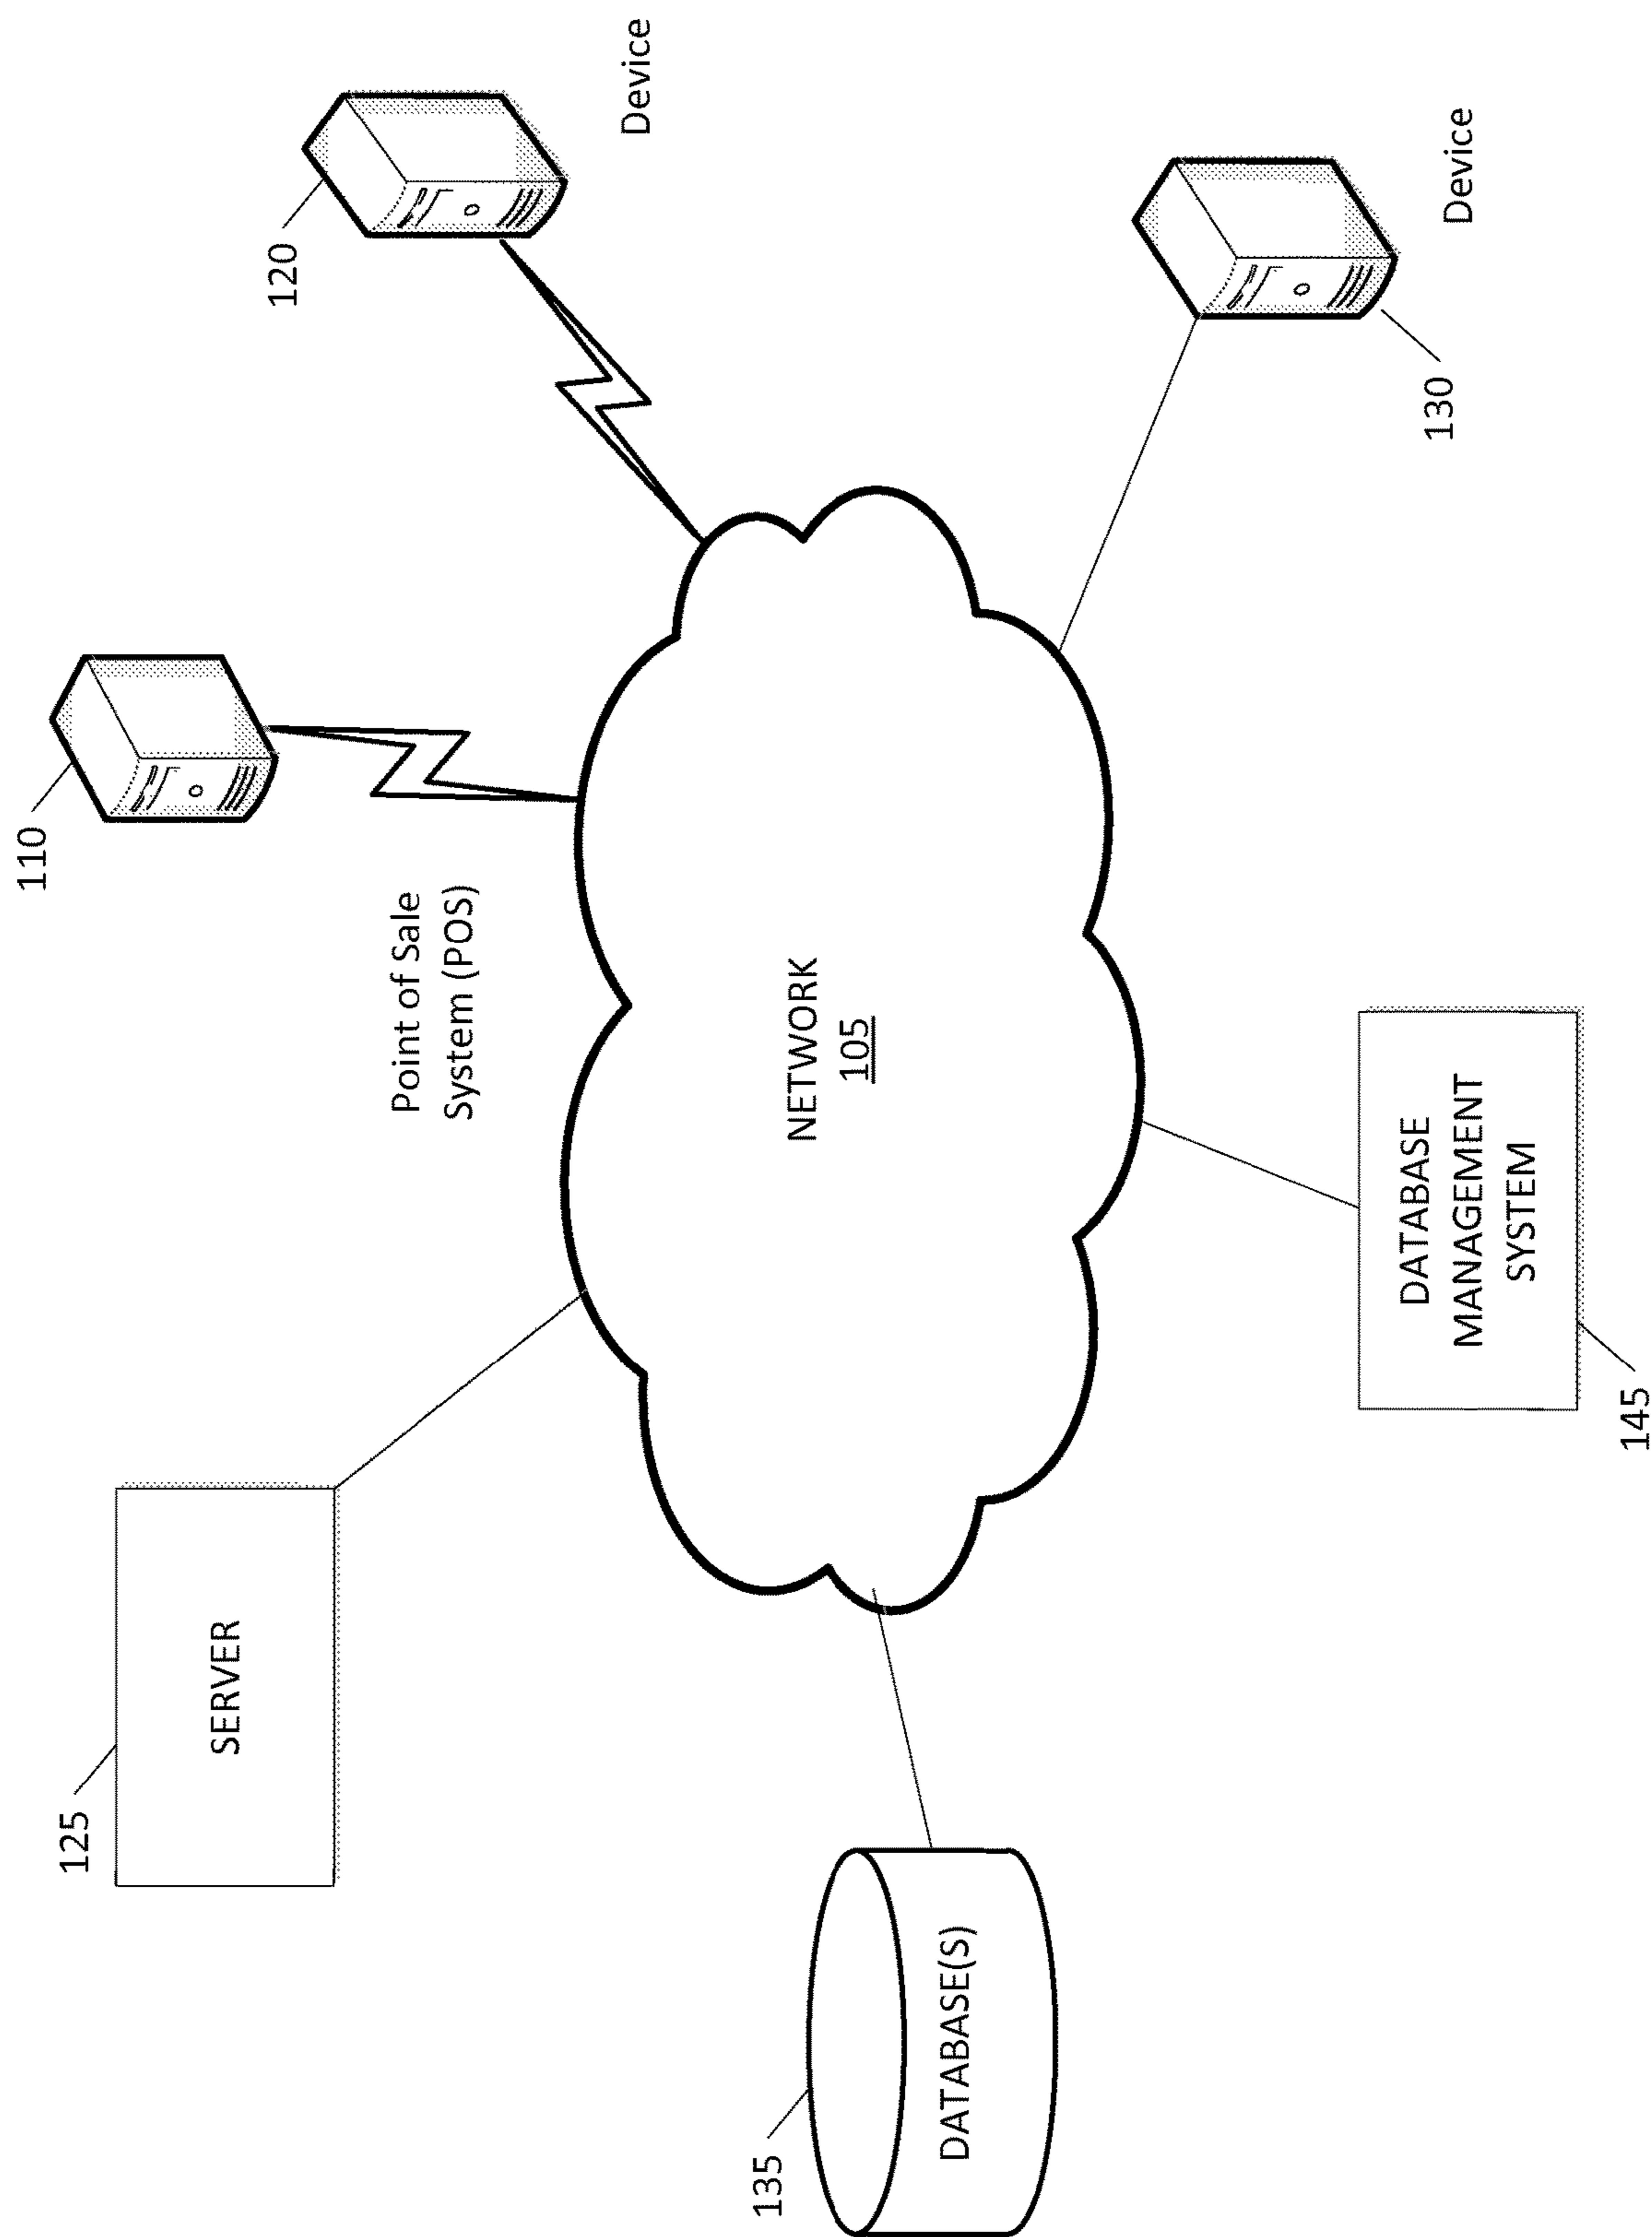 125
SERVER
110
Point of Sale
System (POS)
120
Device
135
DATABASE(S)
NETWORK
105
145
DATABASE
MANAGEMENT
SYSTEM
130
Device